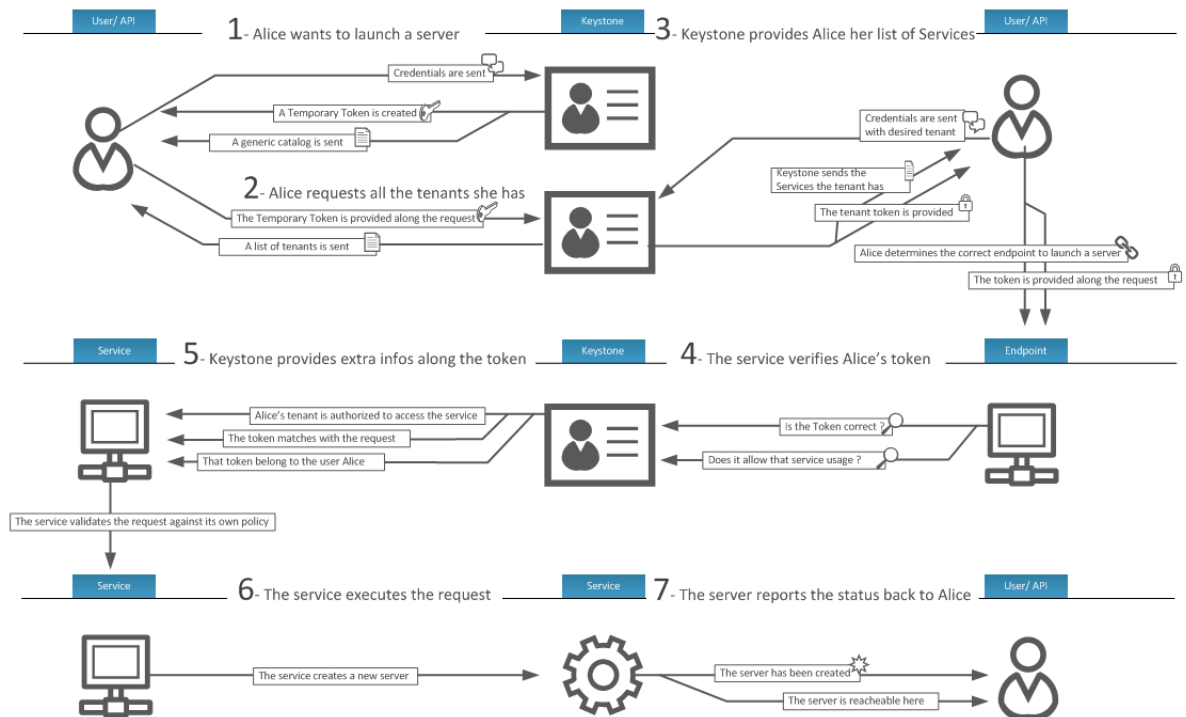 User/ API
1- Alice wants to launch a server
Keystone
3- Keystone provides Alice her list of Services
User/ API
Credentials are sent
A Temporary Token is created
A generic catalog is sent
Credentials are sent
with desired tenant
Keystone sends the
Services the tenant has
The tenant token is provided
2- Alice requests all the tenants she has
The Temporary Token is provided along the request
A list of tenants is sent
Alice determines the correct endpoint to launch a server
The token is provided along the request
Service
5- Keystone provides extra infos along the token
Keystone
4- The service verifies Alice's token
Endpoint
Alice's tenant is authorized to access the service
The token matches with the request
That token belong to the user Alice
Is the Token correct ?
Does it allow that service usage ?
The service validates the request against its own policy
Service
6- The service executes the request
Service
7- The server reports the status back to Alice
User/ API
The service creates a new server
The server has been created
The server is reacheable here